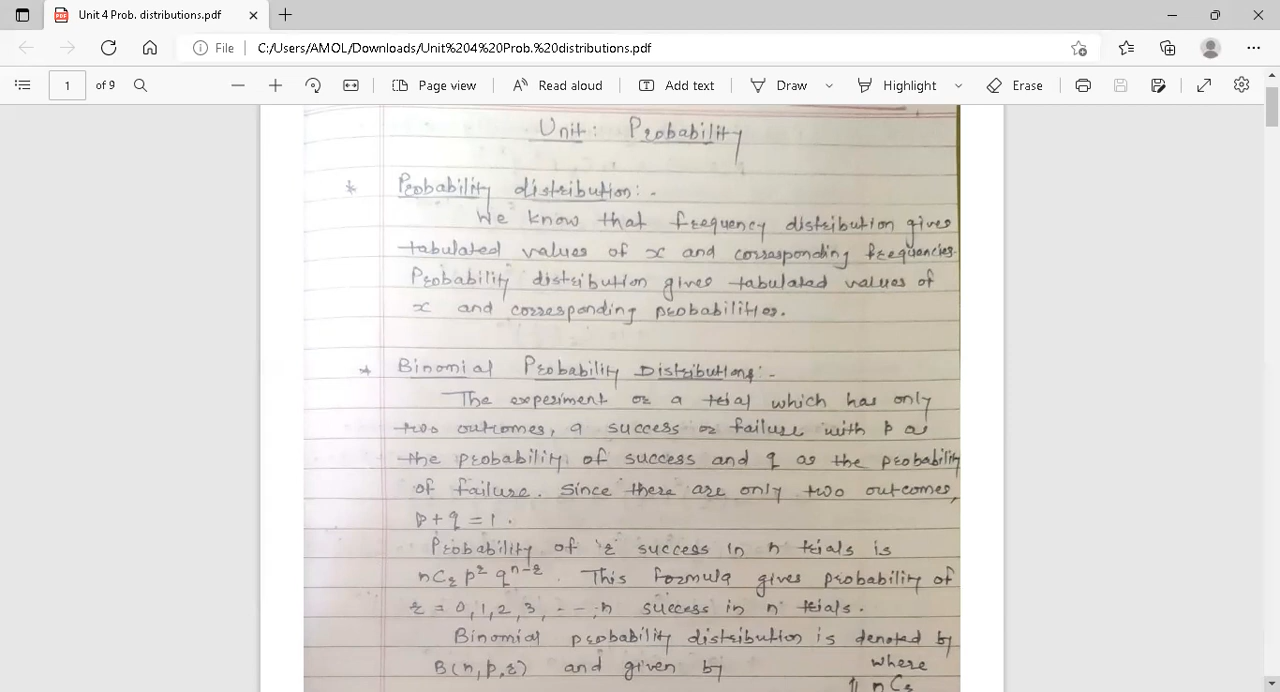 Unit 4 Prob. distributions.pdf
File C:/Users/AMOL/Downloads/Unit%204%20Prob.%20distributions.pdf
1 of 9 Page view Read aloud Add text Draw Highlight Erase
Unit: Probability
* Probability distribution:-
We know that frequency distribution gives
tabulated values of x and corresponding frequencies.
Probability distribution gives tabulated values of
x and corresponding probabilities.
* Binomial Probability Distributions:-
The experiment or a trial which has only
two outcomes, a success or failure with p as
the probability of success and q as the probability
of failure. Since there are only two outcomes,
p+q=1.
Probability of 'r success in n trials is
nCr p^r q^n-r. This formula gives probability of
r = 0,1,2,3, ----,n success in n trials.
Binomial probability distribution is denoted by
B(n,p,r) and given by where
nCr